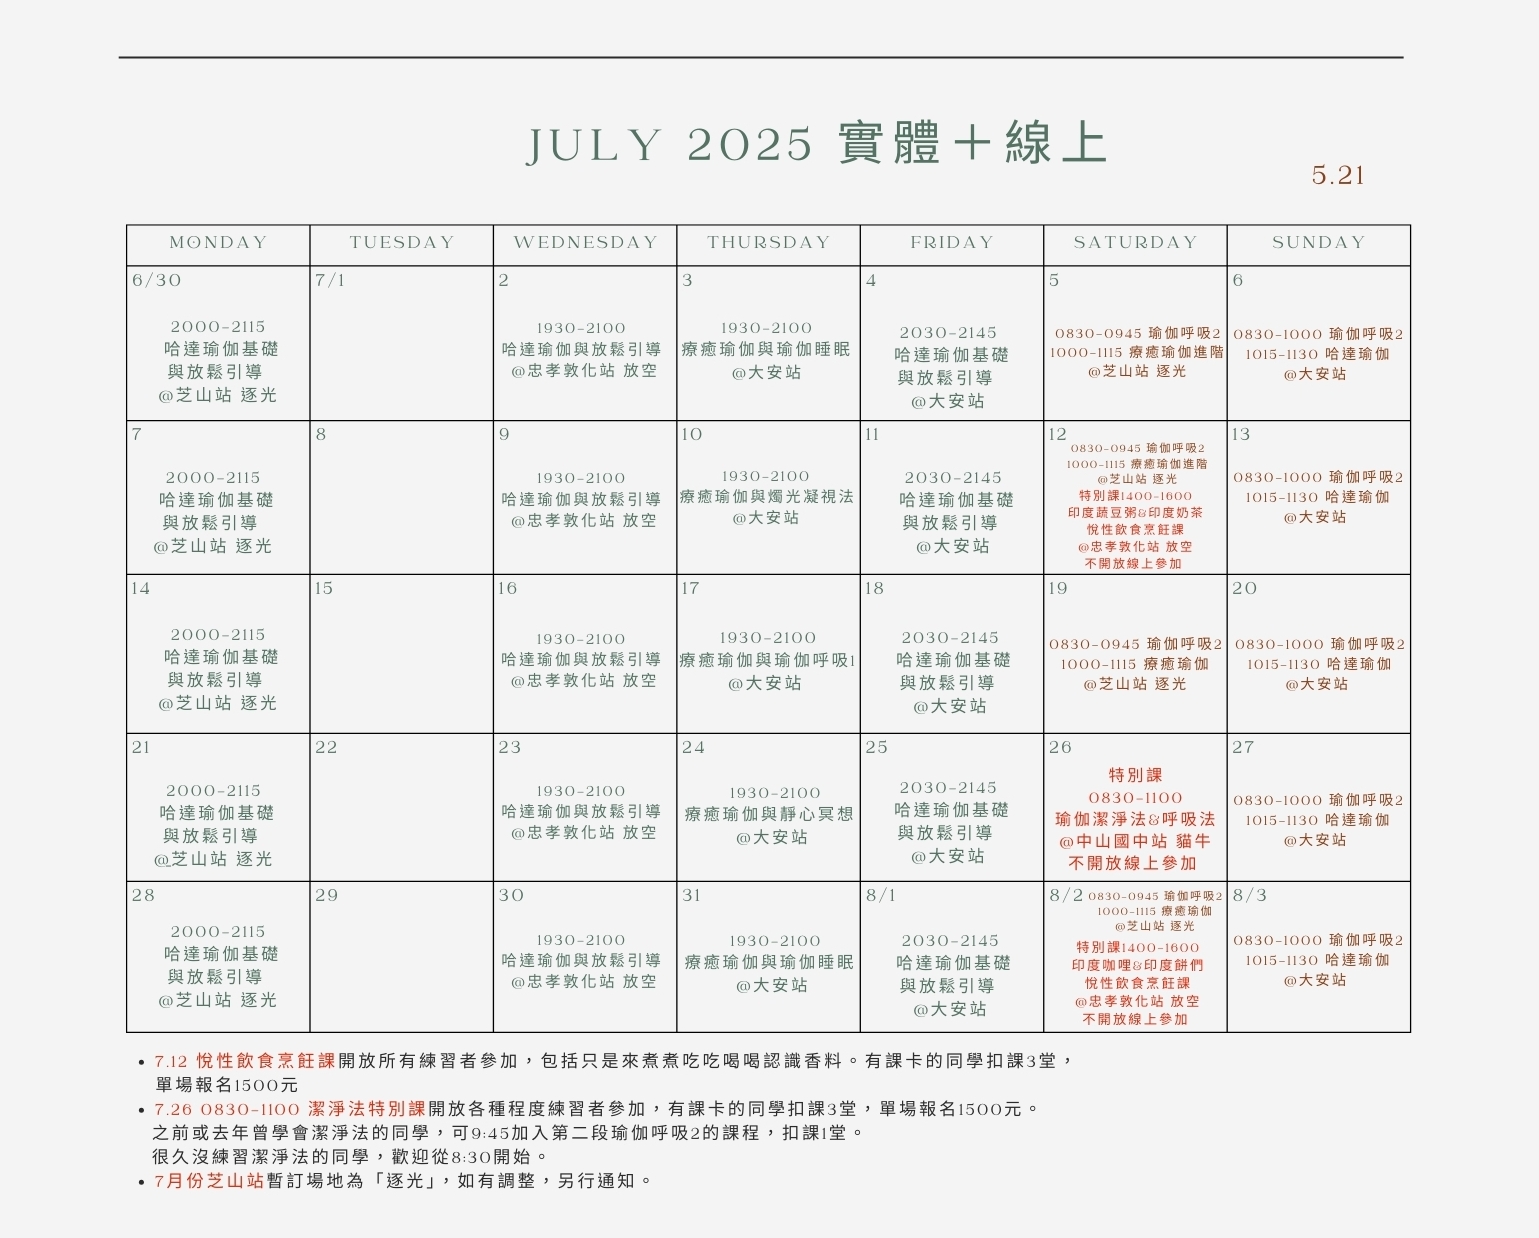 JULY 2025 實體＋線上
5.21
MONDAY
TUESDAY
WEDNESDAY
THURSDAY
FRIDAY
SATURDAY
SUNDAY
6/30
2000-2115
哈達瑜伽基礎
與放鬆引導
@芝山站 逐光
7/1
2
1930-2100
哈達瑜伽與放鬆引導
@忠孝敦化站 放空
3
1930-2100
療癒瑜伽與瑜伽睡眠
@大安站
4
2030-2145
哈達瑜伽基礎
與放鬆引導
@大安站
5
0830-0945 瑜伽呼吸2
1000-1115 療癒瑜伽進階
@芝山站 逐光
6
0830-1000 瑜伽呼吸2
1015-1130 哈達瑜伽
@大安站
7
2000-2115
哈達瑜伽基礎
與放鬆引導
@芝山站 逐光
8
9
1930-2100
哈達瑜伽與放鬆引導
@忠孝敦化站 放空
10
1930-2100
療癒瑜伽與燭光凝視法
@大安站
11
2030-2145
哈達瑜伽基礎
與放鬆引導
@大安站
12
0830-0945 瑜伽呼吸2
1000-1115 療癒瑜伽進階
@芝山站 逐光
特別課1400-1600
印度蔬豆粥&印度奶茶
悅性飲食烹飪課
@忠孝敦化站 放空
不開放線上參加
13
0830-1000 瑜伽呼吸2
1015-1130 哈達瑜伽
@大安站
14
2000-2115
哈達瑜伽基礎
與放鬆引導
@芝山站 逐光
15
16
1930-2100
哈達瑜伽與放鬆引導
@忠孝敦化站 放空
17
1930-2100
療癒瑜伽與瑜伽呼吸1
@大安站
18
2030-2145
哈達瑜伽基礎
與放鬆引導
@大安站
19
0830-0945 瑜伽呼吸2
1000-1115 療癒瑜伽
@芝山站 逐光
20
0830-1000 瑜伽呼吸2
1015-1130 哈達瑜伽
@大安站
21
2000-2115
哈達瑜伽基礎
與放鬆引導
@芝山站 逐光
22
23
1930-2100
哈達瑜伽與放鬆引導
@忠孝敦化站 放空
24
1930-2100
療癒瑜伽與靜心冥想
@大安站
25
2030-2145
哈達瑜伽基礎
與放鬆引導
@大安站
26
特別課
0830-1100
瑜伽潔淨法&呼吸法
@中山國中站 貓牛
不開放線上參加
27
0830-1000 瑜伽呼吸2
1015-1130 哈達瑜伽
@大安站
28
2000-2115
哈達瑜伽基礎
與放鬆引導
@芝山站 逐光
29
30
1930-2100
哈達瑜伽與放鬆引導
@忠孝敦化站 放空
31
1930-2100
療癒瑜伽與瑜伽睡眠
@大安站
8/1
2030-2145
哈達瑜伽基礎
與放鬆引導
@大安站
8/2 0830-0945 瑜伽呼吸2
1000-1115 療癒瑜伽
@芝山站 逐光
特別課1400-1600
印度咖哩&印度餅們
悅性飲食烹飪課
@忠孝敦化站 放空
不開放線上參加
8/3
0830-1000 瑜伽呼吸2
1015-1130 哈達瑜伽
@大安站
• 7.12 悅性飲食烹飪課開放所有練習者參加，包括只是來煮煮吃吃喝喝認識香料。有課卡的同學扣課3堂，
單場報名1500元
• 7.26 0830-1100 潔淨法特別課開放各種程度練習者參加，有課卡的同學扣課3堂，單場報名1500元。
之前或去年曾學會潔淨法的同學，可9:45加入第二段瑜伽呼吸2的課程，扣課1堂。
很久沒練習潔淨法的同學，歡迎從8:30開始。
• 7月份芝山站暫訂場地為「逐光」，如有調整，另行通知。